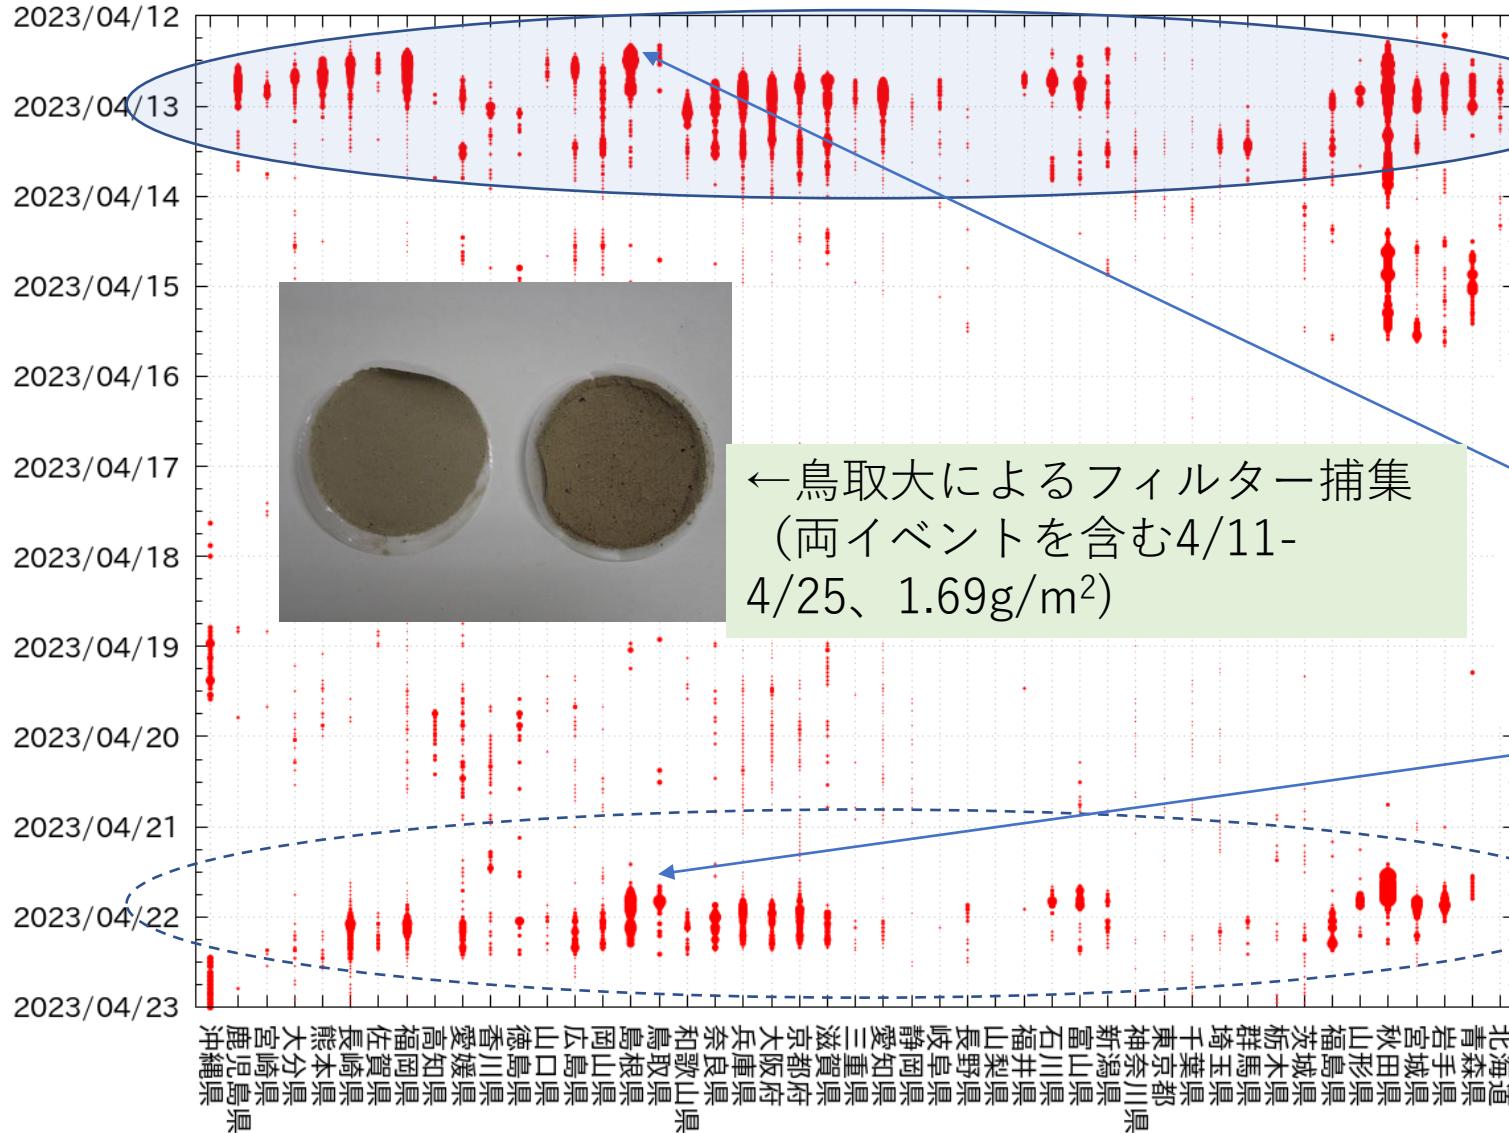 2023/04/12
2023/04/13
2023/04/14
2023/04/15
2023/04/16
2023/04/17
2023/04/18
2023/04/19
2023/04/20
2023/04/21
2023/04/22
2023/04/23
←鳥取大によるフィルター捕集
（両イベントを含む4/11-
4/25、1.69g/m²)
沖縄県
鹿児島県
宮崎県
大分県
熊本県
長崎県
佐賀県
福岡県
高知県
愛媛県
香川県
徳島県
山口県
広島県
岡山県
島根県
鳥取県
和歌山県
奈良県
兵庫県
大阪府
京都府
滋賀県
三重県
愛知県
静岡県
岐阜県
長野県
山梨県
福井県
石川県
富山県
新潟県
神奈川県
東京都
千葉県
埼玉県
群馬県
栃木県
茨城県
福島県
山形県
秋田県
宮城県
岩手県
青森県
北海道